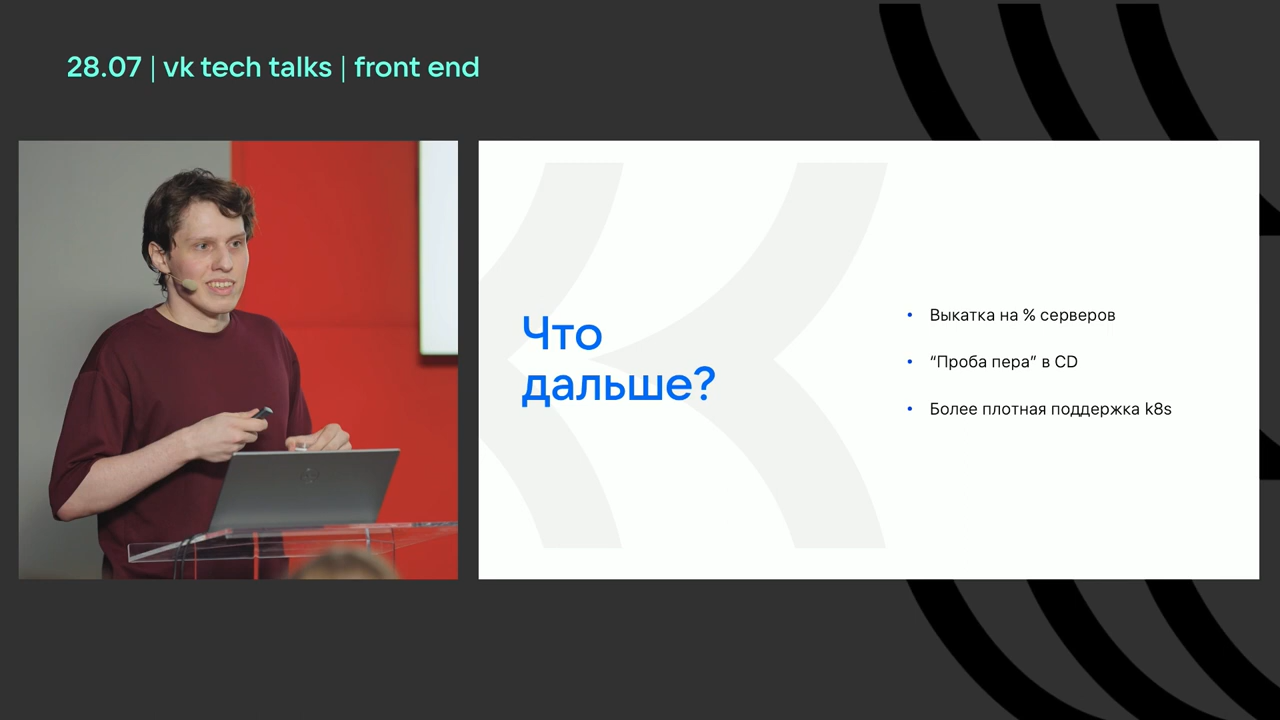 28.07 | vk tech talks | front end
Что
дальше?
• Выкатка на % серверов
• “Проба пера” в CD
• Более плотная поддержка k8s